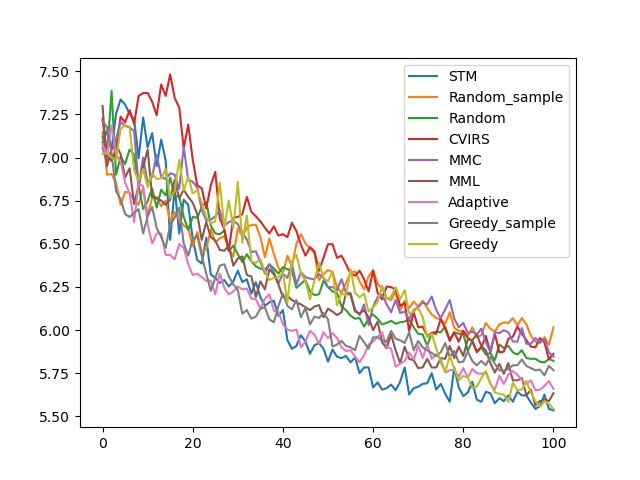 7.50
7.25
7.00
6.75
6.50
6.25
6.00
5.75
5.50
0
20
40
60
80
100
STM
Random_sample
Random
CVIRS
MMC
MML
Adaptive
Greedy_sample
Greedy